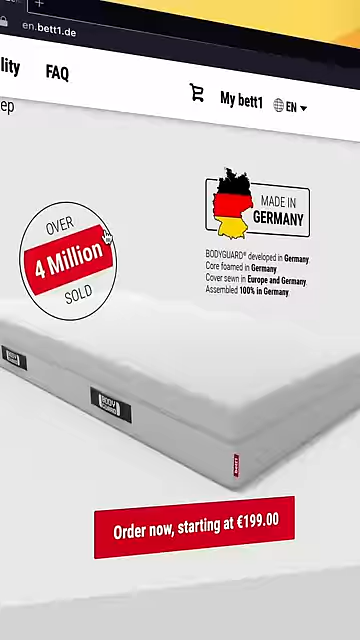 en.bett1.de
lity FAQ My bett1 EN
ep
MADE IN
GERMANY
OVER
4 Million
SOLD
BODYGUARD® developed in Germany
Core foamed in Germany
Cover sewn in Europe and Germany
Assembled 100% in Germany
BODY
GUARD
bett1
Order now, starting at €199.00